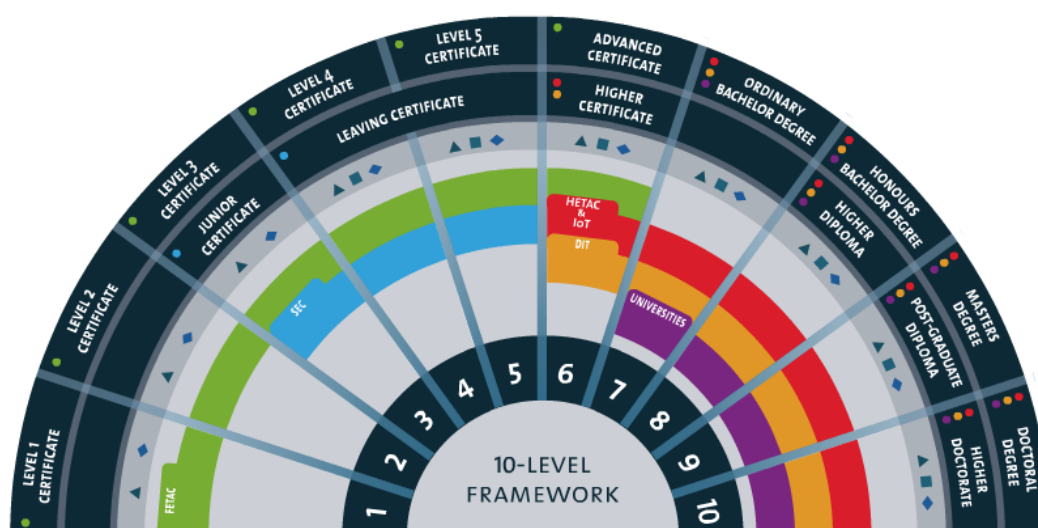 LEVEL 1
CERTIFICATE
LEVEL 2
CERTIFICATE
LEVEL 3
CERTIFICATE
LEVEL 4
CERTIFICATE
LEVEL 5
CERTIFICATE
ADVANCED
CERTIFICATE
ORDINARY
BACHELOR DEGREE
HONOURS
BACHELOR DEGREE
MASTERS
DEGREE
DOCTORAL
DEGREE
JUNIOR
CERTIFICATE
LEAVING CERTIFICATE
HIGHER
CERTIFICATE
HIGHER
DIPLOMA
POST-GRADUATE
DIPLOMA
HIGHER
DOCTORATE
FETAC
SEC
HETAC
&
IoT
DIT
UNIVERSITIES
1
2
3
4
5
6
7
8
9
10
10-LEVEL
FRAMEWORK